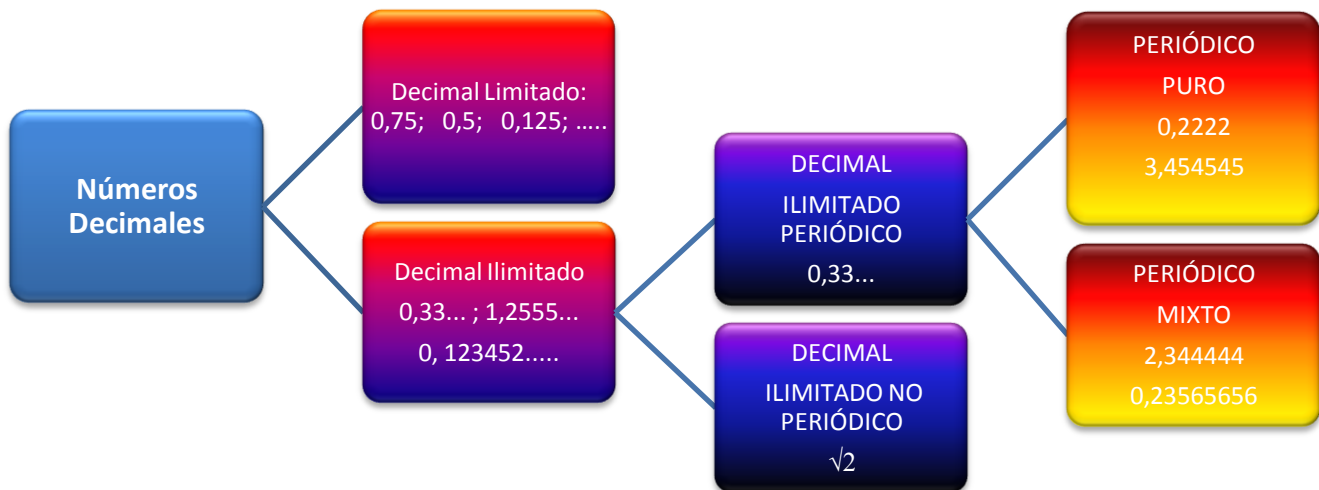 Números
Decimales
Decimal Limitado:
0,75; 0,5; 0,125; .....
Decimal Ilimitado
0,33... ; 1,2555...
0, 123452.....
DECIMAL
ILIMITADO
PERIÓDICO
0,33...
DECIMAL
ILIMITADO NO
PERIÓDICO
√2
PERIÓDICO
PURO
0,2222
3,454545
PERIÓDICO
MIXTO
2,344444
0,23565656